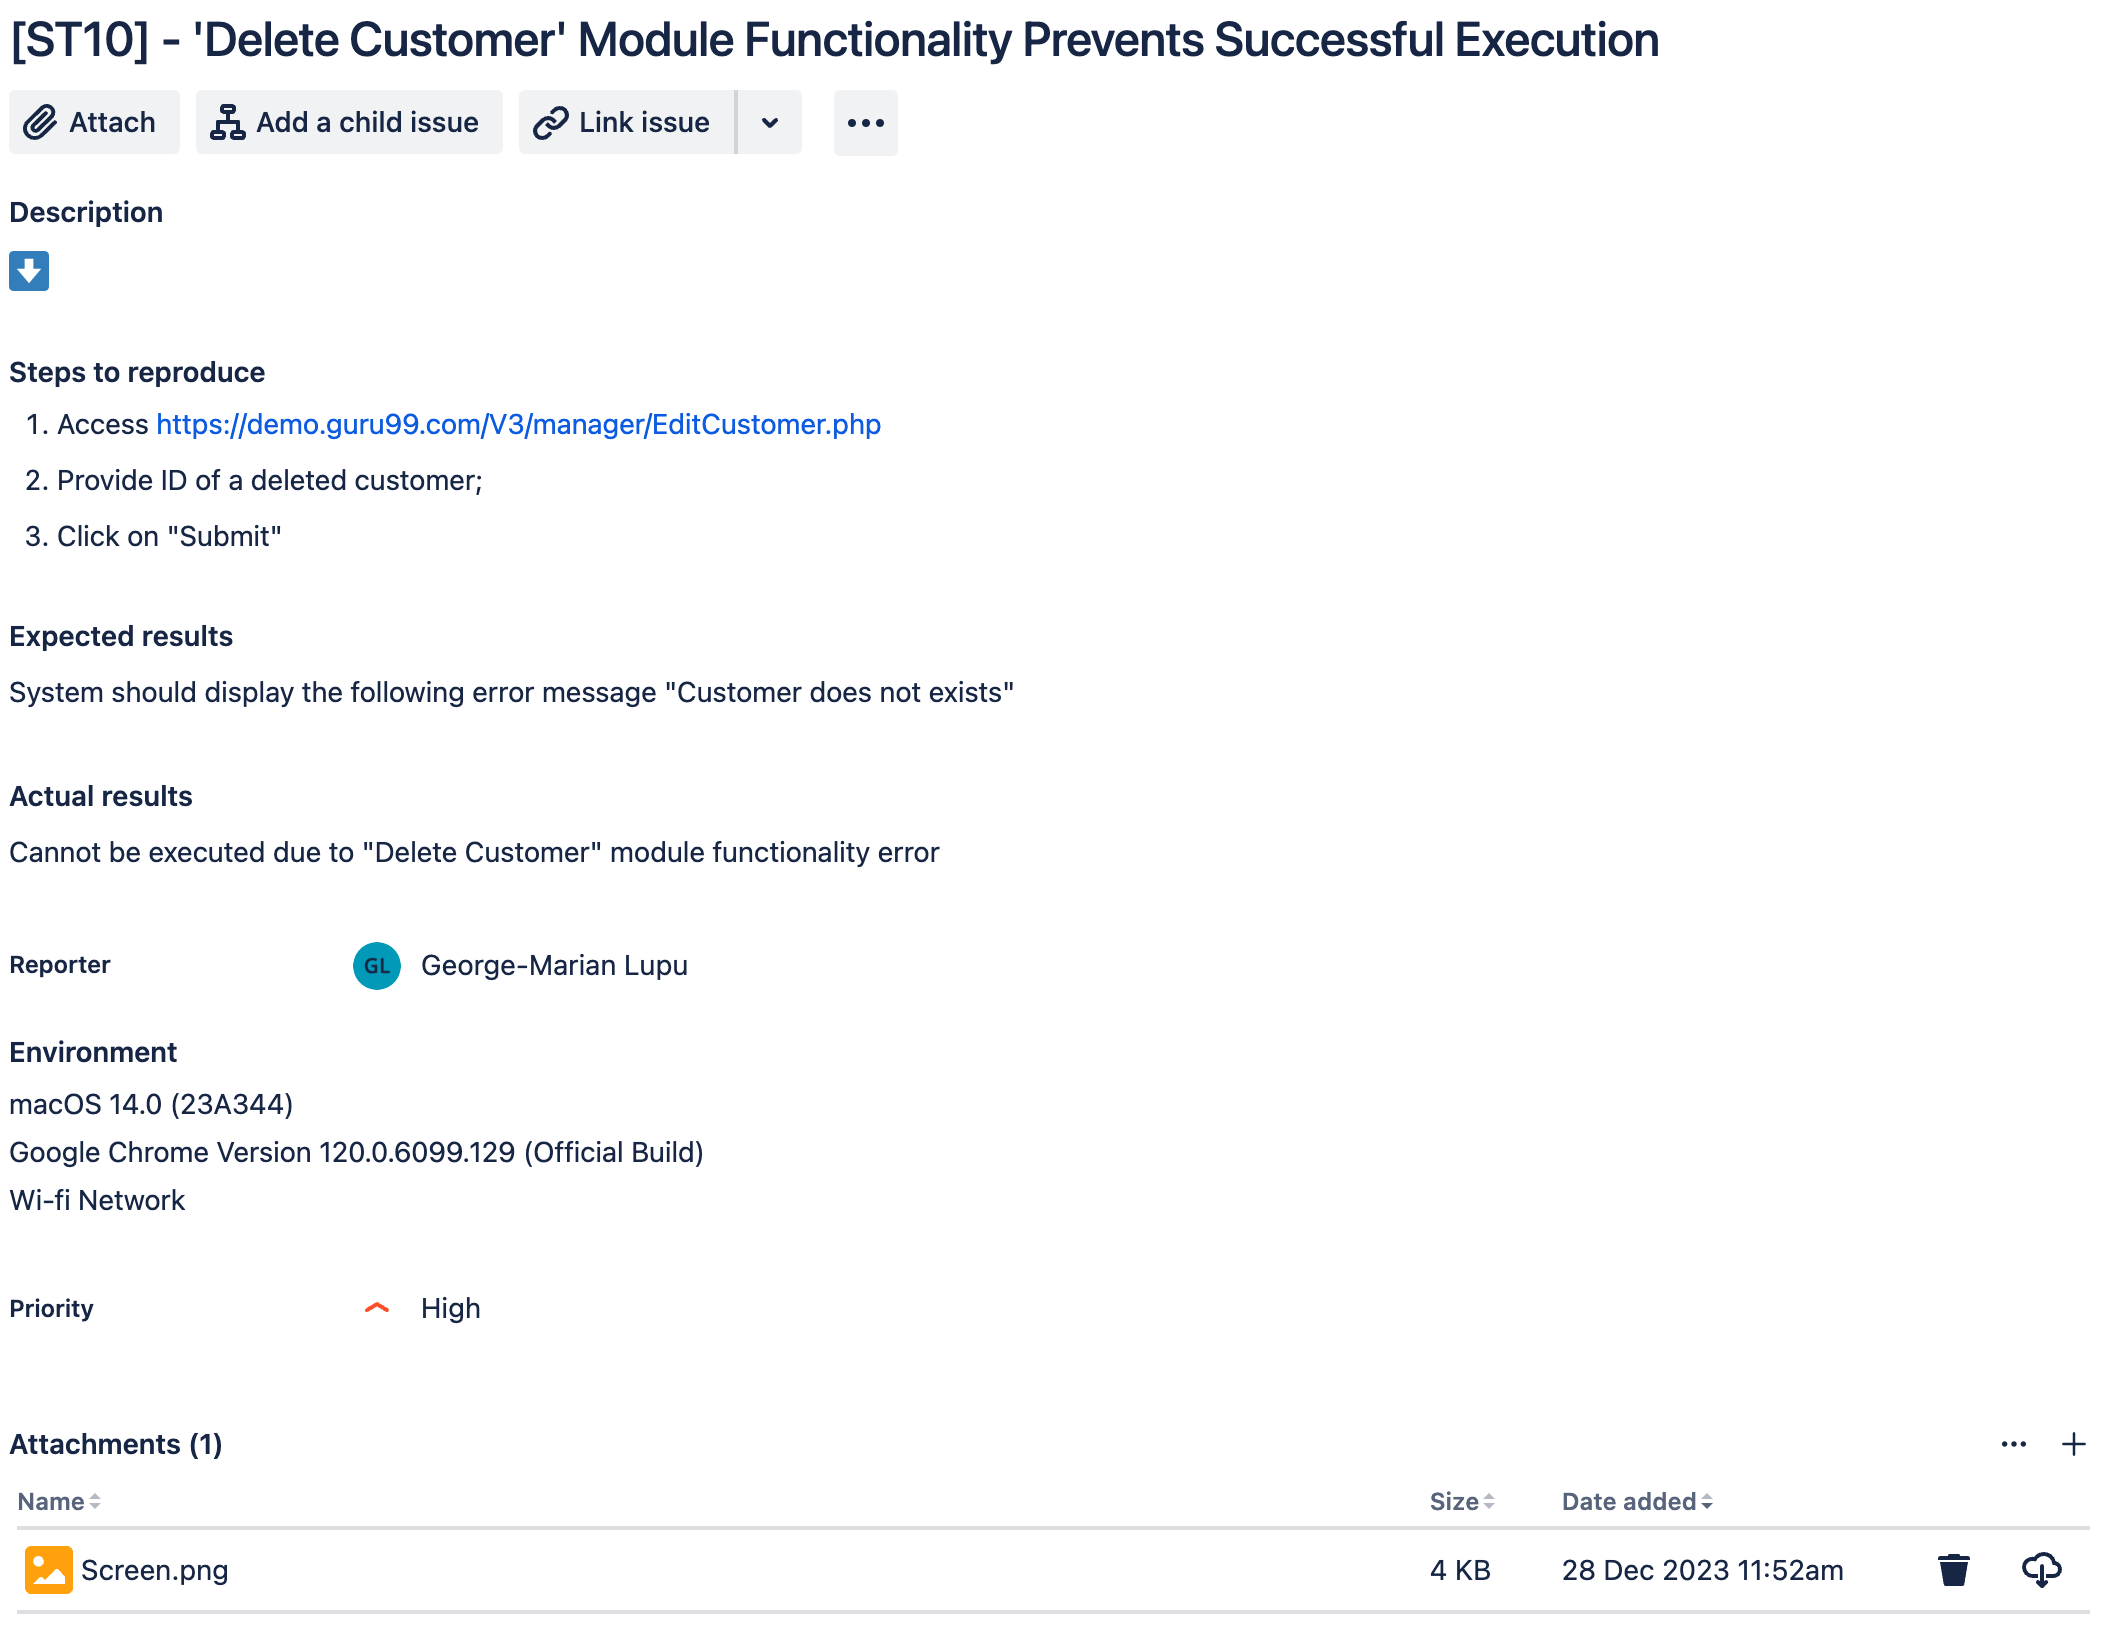 [ST10] - 'Delete Customer' Module Functionality Prevents Successful Execution
Attach
Add a child issue
Link issue
Description
Steps to reproduce
1. Access https://demo.guru99.com/V3/manager/EditCustomer.php
2. Provide ID of a deleted customer;
3. Click on "Submit"
Expected results
System should display the following error message "Customer does not exists"
Actual results
Cannot be executed due to "Delete Customer" module functionality error
Reporter GL George-Marian Lupu
Environment
macOS 14.0 (23A344)
Google Chrome Version 120.0.6099.129 (Official Build)
Wi-fi Network
Priority High
Attachments (1)
Name Size Date added
Screen.png 4 KB 28 Dec 2023 11:52am